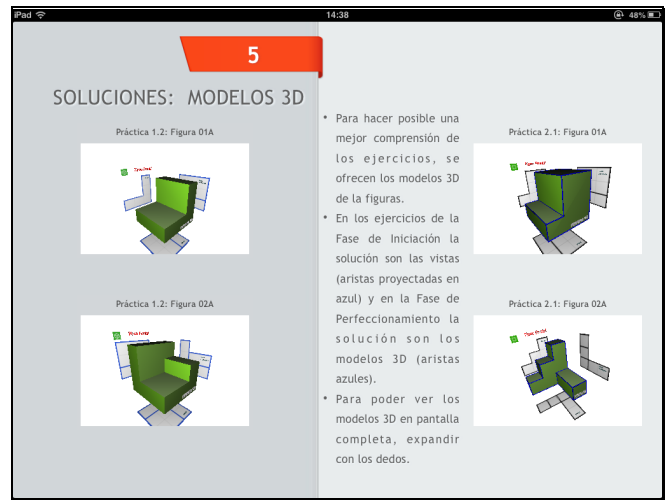 iPad 14:38 48%
5
SOLUCIONES: MODELOS 3D
Práctica 1.2: Figura 01A
Práctica 1.2: Figura 02A
• Para hacer posible una
mejor comprensión de
los ejercicios, se
ofrecen los modelos 3D
de la figuras.
• En los ejercicios de la
Fase de Iniciación la
solución son las vistas
(aristas proyectadas en
azul) y en la Fase de
Perfeccionamiento la
solución son los
modelos 3D (aristas
azules).
• Para poder ver los
modelos 3D en pantalla
completa, expandir
con los dedos.
Práctica 2.1: Figura 01A
Práctica 2.1: Figura 02A